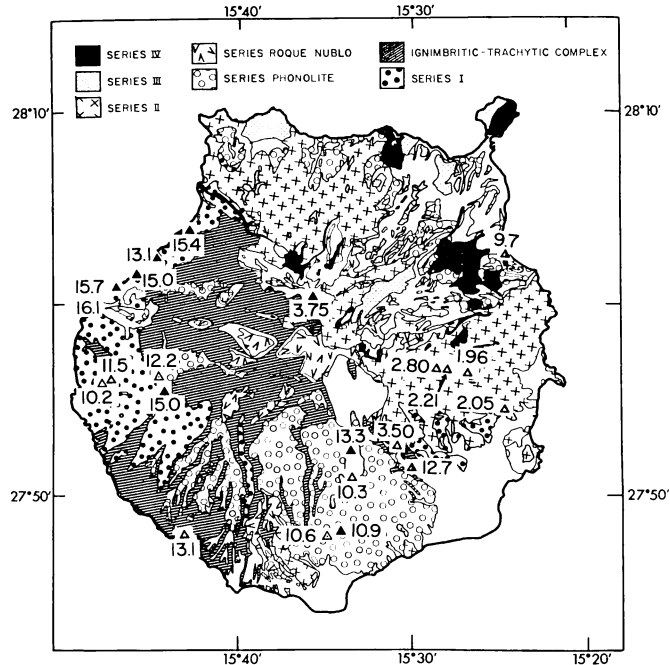 15°40' 15°30'
SERIES IV SERIES ROQUE NUBLO IGNIMBRITIC-TRACHYTIC COMPLEX
SERIES III SERIES PHONOLITE SERIES I
SERIES II
28°10' 28°10'
9.7
15.4
13.1
15.0
15.7
16.1
3.75
1.96
11.5 12.2 2.80
10.2 15.0 2.21 2.05
13.3 3.50
12.7
10.3
27°50' 27°50'
10.6 10.9
13.1
15°40' 15°30' 15°20'